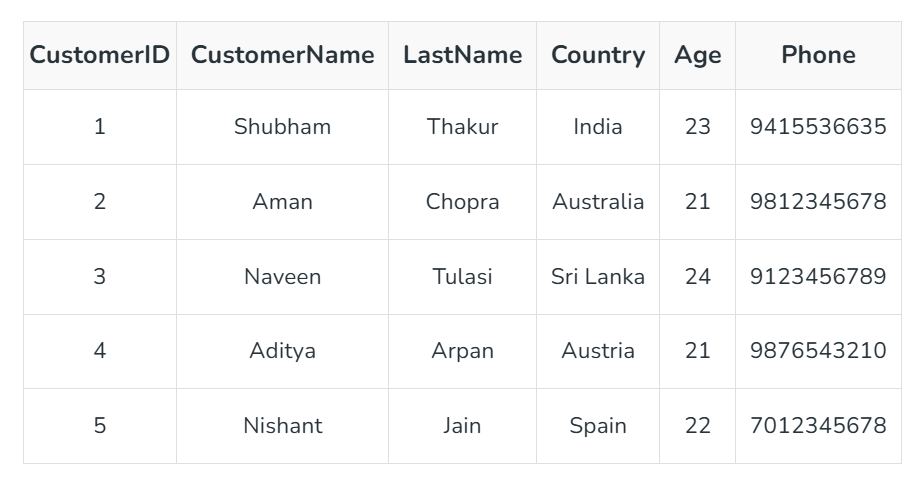 CustomerID CustomerName LastName Country Age Phone
1 Shubham Thakur India 23 9415536635
2 Aman Chopra Australia 21 9812345678
3 Naveen Tulasi Sri Lanka 24 9123456789
4 Aditya Arpan Austria 21 9876543210
5 Nishant Jain Spain 22 7012345678